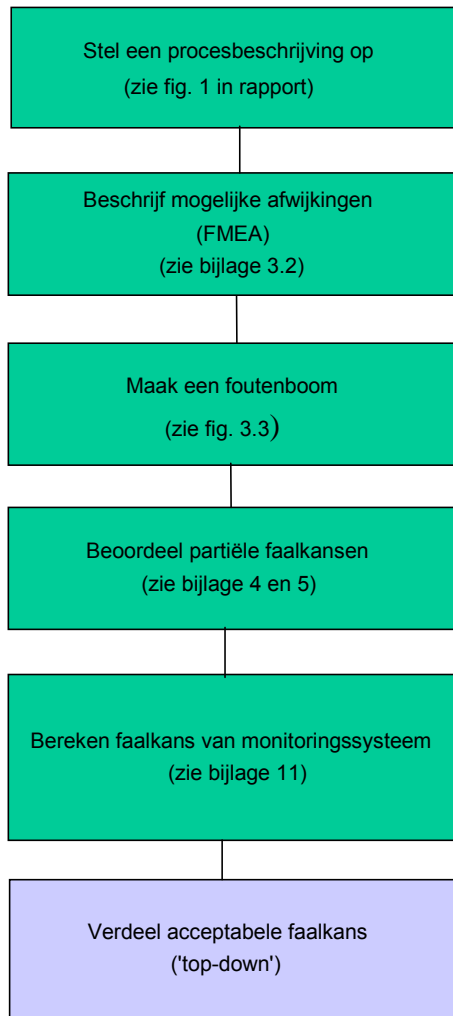 Stel een procesbeschrijving op
(zie fig. 1 in rapport)
Beschrijf mogelijke afwijkingen
(FMEA)
(zie bijlage 3.2)
Maak een foutenboom
(zie fig. 3.3)
Beoordeel partiële faalkansen
(zie bijlage 4 en 5)
Bereken faalkans van monitoringssysteem
(zie bijlage 11)
Verdeel acceptabele faalkans
('top-down')